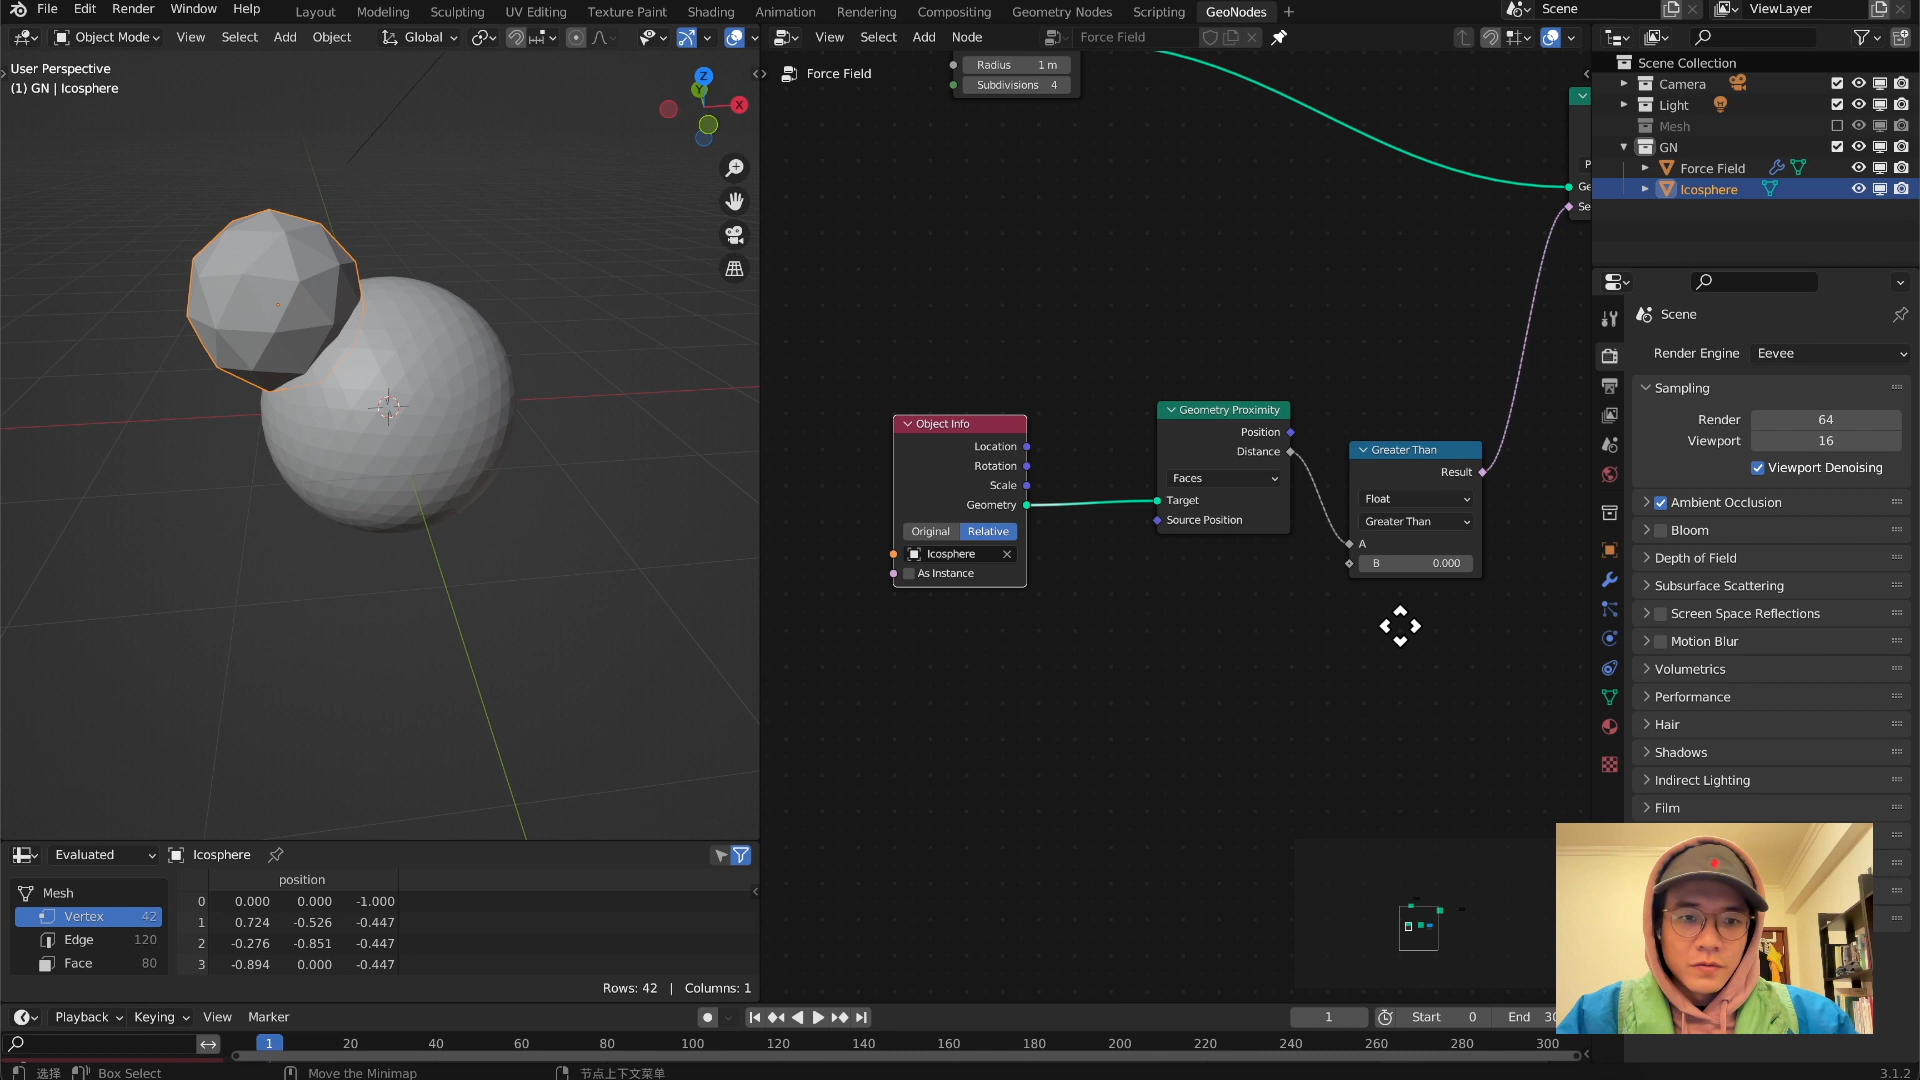 File Edit Render Window Help Layout Modeling Sculpting UV Editing Texture Paint Shading Animation Rendering Compositing Geometry Nodes Scripting GeoNodes + Scene ViewLayer
Object Mode View Select Add Object Global View Select Add Node Force Field
User Perspective
(1) GN | Icosphere
Z
Y
X
Force Field
Radius 1 m
Subdivisions 4
Object Info
Location
Rotation
Scale
Geometry
Original Relative
Icosphere
As Instance
Geometry Proximity
Position
Distance
Faces
Target
Source Position
Greater Than
Result
Float
Greater Than
A
B 0.000
P
Ge
Se
Scene Collection
Camera
Light
Mesh
GN
Force Field
Icosphere
Scene
Render Engine Eevee
Sampling
Render 64
Viewport 16
Viewport Denoising
Ambient Occlusion
Bloom
Depth of Field
Subsurface Scattering
Screen Space Reflections
Motion Blur
Volumetrics
Performance
Hair
Shadows
Indirect Lighting
Film
Evaluated Icosphere
Mesh
Vertex 42
Edge 120
Face 80
position
0 0.000 0.000 -1.000
1 0.724 -0.526 -0.447
2 -0.276 -0.851 -0.447
3 -0.894 0.000 -0.447
Rows: 42 | Columns: 1
Playback Keying View Marker 1 Start 0 End 30
1 20 40 60 80 100 120 140 160 180 200 220 240 260 280 300
选择 Box Select Move the Minimap 节点上下文菜单 3.1.2